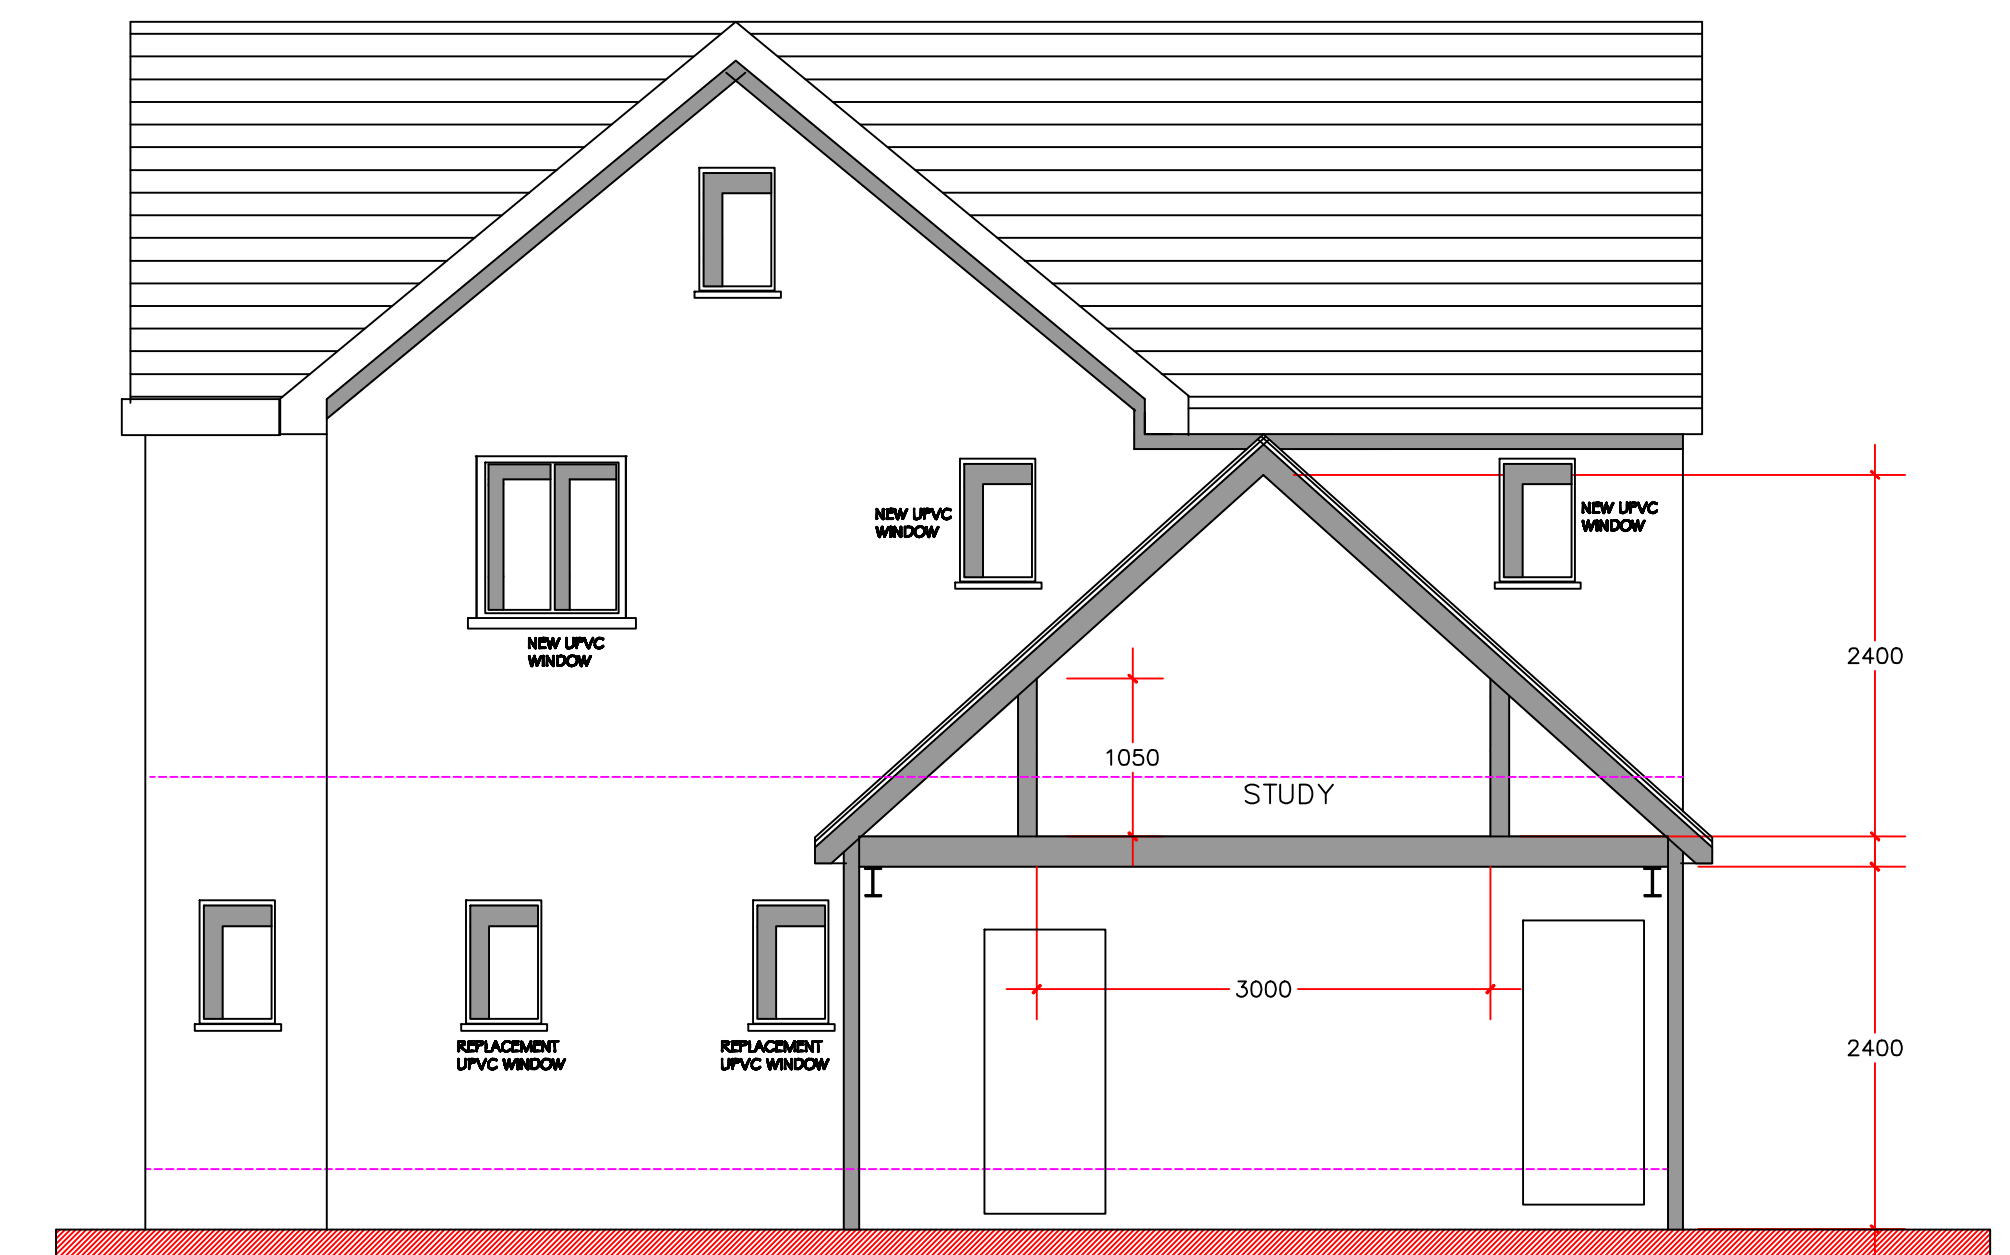 NEW UPVC
WINDOW
NEW UPVC
WINDOW
NEW UPVC
WINDOW
2400
1050
STUDY
3000
2400
REPLACEMENT
UPVC WINDOW
REPLACEMENT
UPVC WINDOW